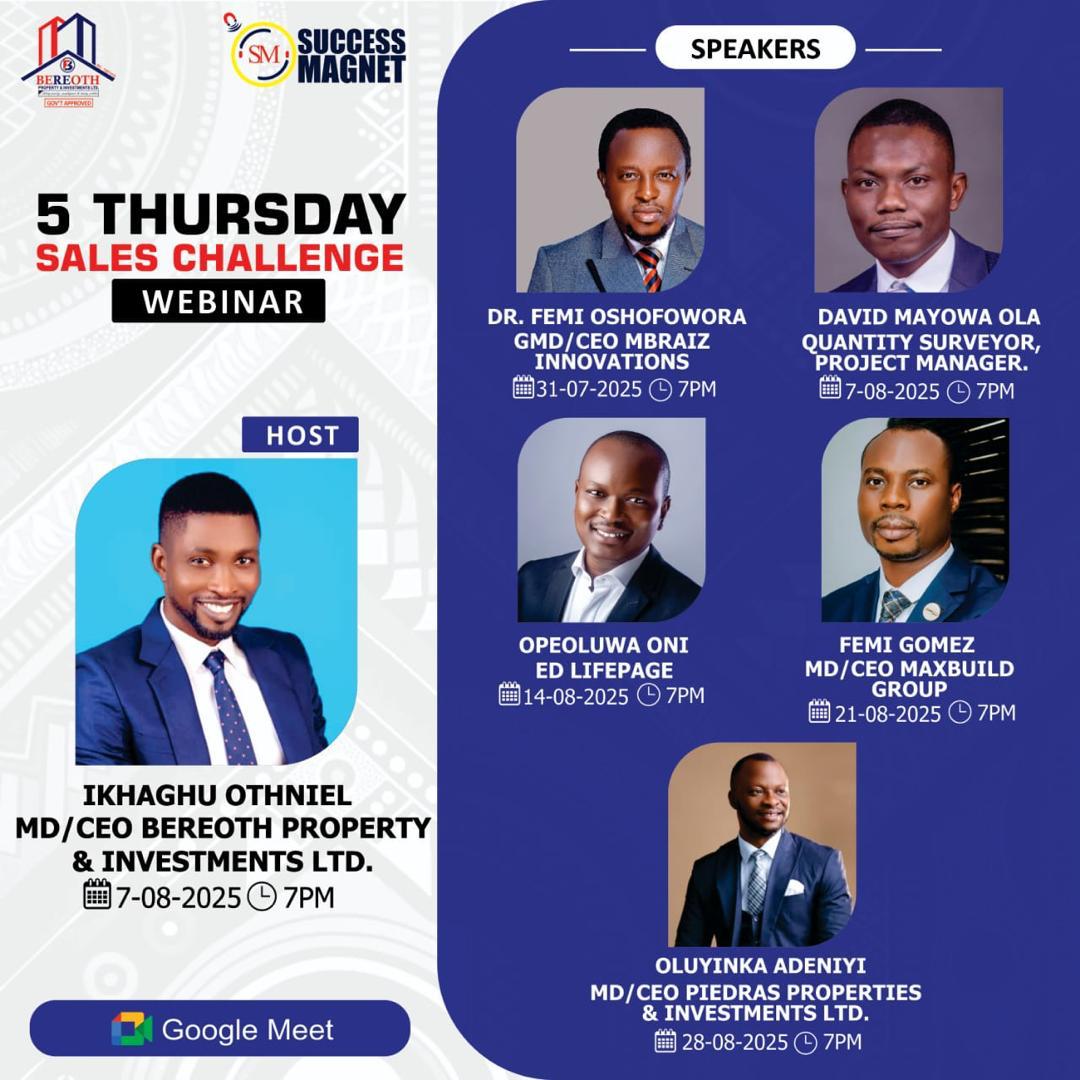 BEREOTH
PROPERTY & INVESTMENTS LTD.
GOV'T APPROVED
SM
SUCCESS
MAGNET
5 THURSDAY
SALES CHALLENGE
WEBINAR
HOST
IKHAGHU OTHNIEL
MD/CEO BEREOTH PROPERTY
& INVESTMENTS LTD.
7-08-2025 7PM
Google Meet
SPEAKERS
DR. FEMI OSHOFOWORA
GMD/CEO MBRAIZ
INNOVATIONS
31-07-2025 7PM
DAVID MAYOWA OLA
QUANTITY SURVEYOR,
PROJECT MANAGER.
7-08-2025 7PM
OPEOLUWA ONI
ED LIFEPAGE
14-08-2025 7PM
FEMI GOMEZ
MD/CEO MAXBUILD
GROUP
21-08-2025 7PM
OLUYINKA ADENIYI
MD/CEO PIEDRAS PROPERTIES
& INVESTMENTS LTD.
28-08-2025 7PM